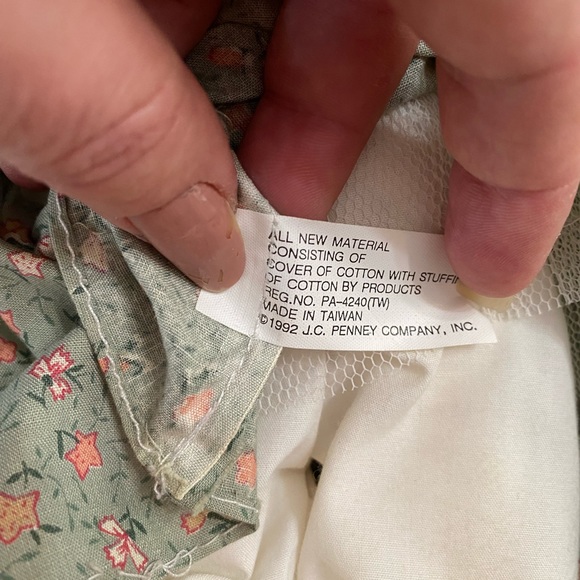 ALL NEW MATERIAL
CONSISTING OF
COVER OF COTTON WITH
OF COTTON BY PRODUCTS
REG.NO. PA-4240(TW)
MADE IN TAIWAN
©1992 J.C. PENNEY COMPANY, INC.